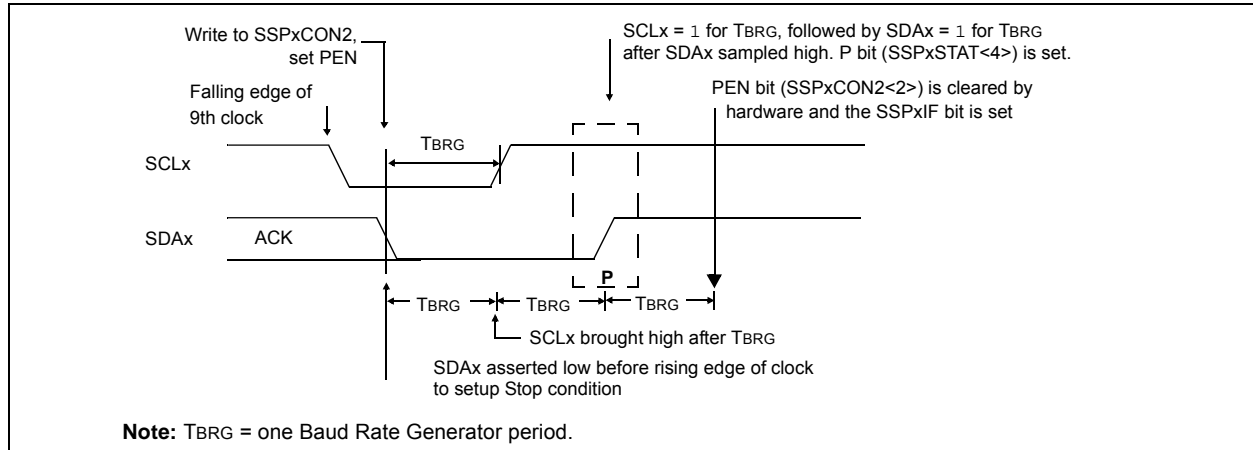 Write to SSPxCON2,
set PEN
SCLx = 1 for TBRG, followed by SDAx = 1 for TBRG
after SDAx sampled high. P bit (SSPxSTAT<4>) is set.
Falling edge of
9th clock
PEN bit (SSPxCON2<2>) is cleared by
hardware and the SSPxIF bit is set
TBRG
SCLx
SDAx
ACK
P
TBRG
TBRG
TBRG
SCLx brought high after TBRG
SDAx asserted low before rising edge of clock
to setup Stop condition
Note: TBRG = one Baud Rate Generator period.